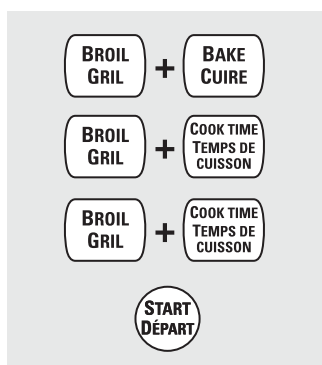 BROIL + BAKE
GRIL CUIRE
BROIL + COOK TIME
GRIL TEMPS DE
CUISSON
BROIL + COOK TIME
GRIL TEMPS DE
CUISSON
START
DÉPART